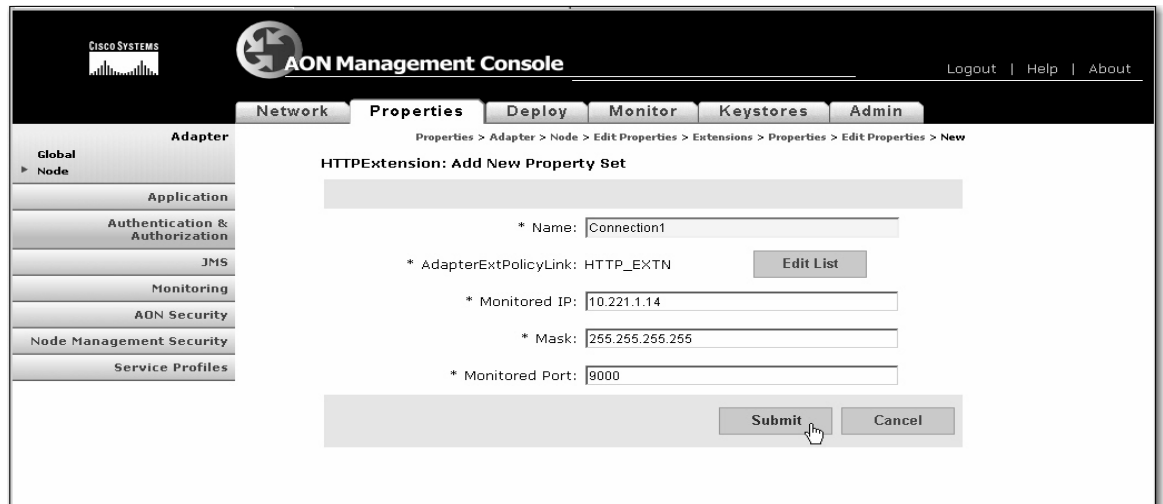 CISCO SYSTEMS
AON Management Console
Logout | Help | About
Network Properties Deploy Monitor Keystores Admin
Adapter
Global
Node
Application
Authentication &
Authorization
JMS
Monitoring
AON Security
Node Management Security
Service Profiles
Properties > Adapter > Node > Edit Properties > Extensions > Properties > Edit Properties > New
HTTPExtension: Add New Property Set
* Name: Connection1
* AdapterExtPolicyLink: HTTP_EXTN Edit List
* Monitored IP: 10.221.1.14
* Mask: 255.255.255.255
* Monitored Port: 9000
Submit Cancel